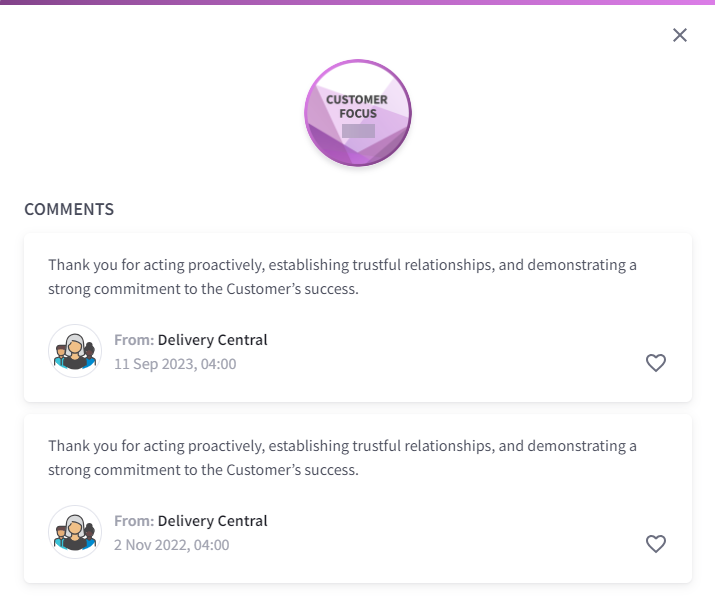 CUSTOMER
FOCUS
COMMENTS
Thank you for acting proactively, establishing trustful relationships, and demonstrating a
strong commitment to the Customer’s success.
From: Delivery Central
11 Sep 2023, 04:00
Thank you for acting proactively, establishing trustful relationships, and demonstrating a
strong commitment to the Customer’s success.
From: Delivery Central
2 Nov 2022, 04:00